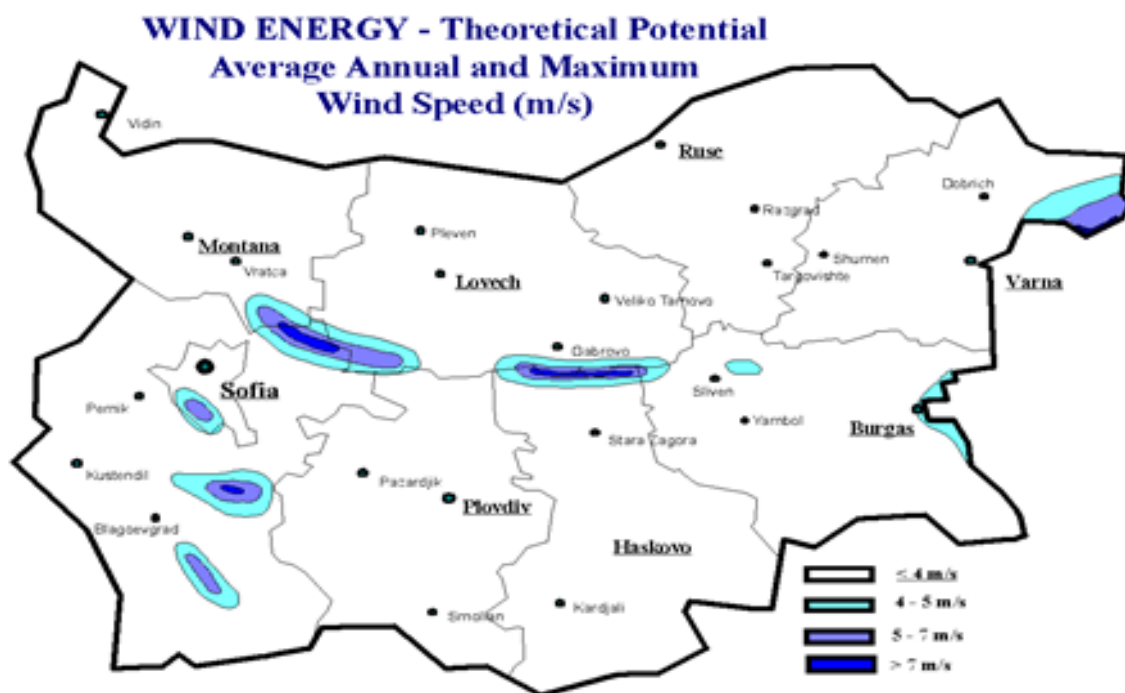 WIND ENERGY - Theoretical Potential
Average Annual and Maximum
Wind Speed (m/s)
Vidin
Ruse
Dobrich
Razgrad
Montana
Pleven
Vratca
Lovech
Shumen
Targovishte
Varna
Veliko Tarnovo
Gabrovo
Sofia
Sliven
Pernik
Yambol
Burgas
Stara Zagora
Kustendil
Pazardjik
Plovdiv
Blagoevgrad
Haskovo
Smolian
Kardjali
< 4 m/s
4 - 5 m/s
5 - 7 m/s
> 7 m/s